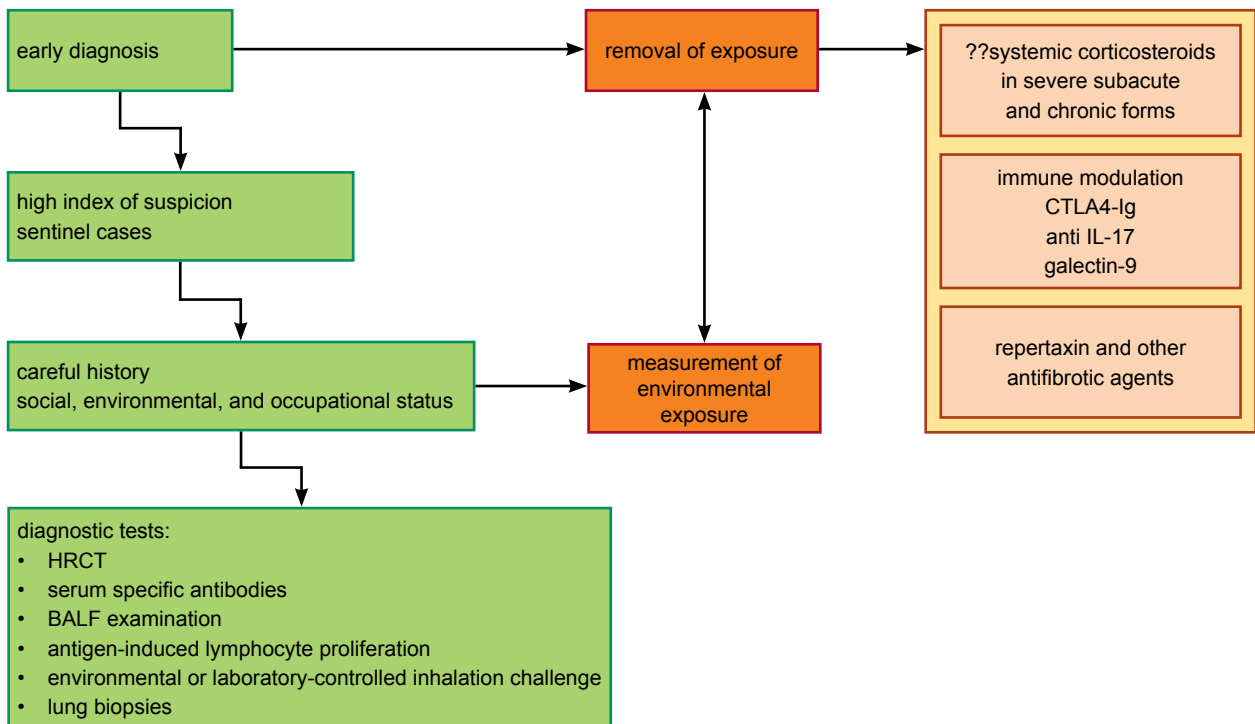 early diagnosis
removal of exposure
??systemic corticosteroids
in severe subacute
and chronic forms
high index of suspicion
sentinel cases
immune modulation
CTLA4-Ig
anti IL-17
galectin-9
careful history
social, environmental, and occupational status
measurement of
environmental
exposure
repertaxin and other
antifibrotic agents
diagnostic tests:
• HRCT
• serum specific antibodies
• BALF examination
• antigen-induced lymphocyte proliferation
• environmental or laboratory-controlled inhalation challenge
• lung biopsies